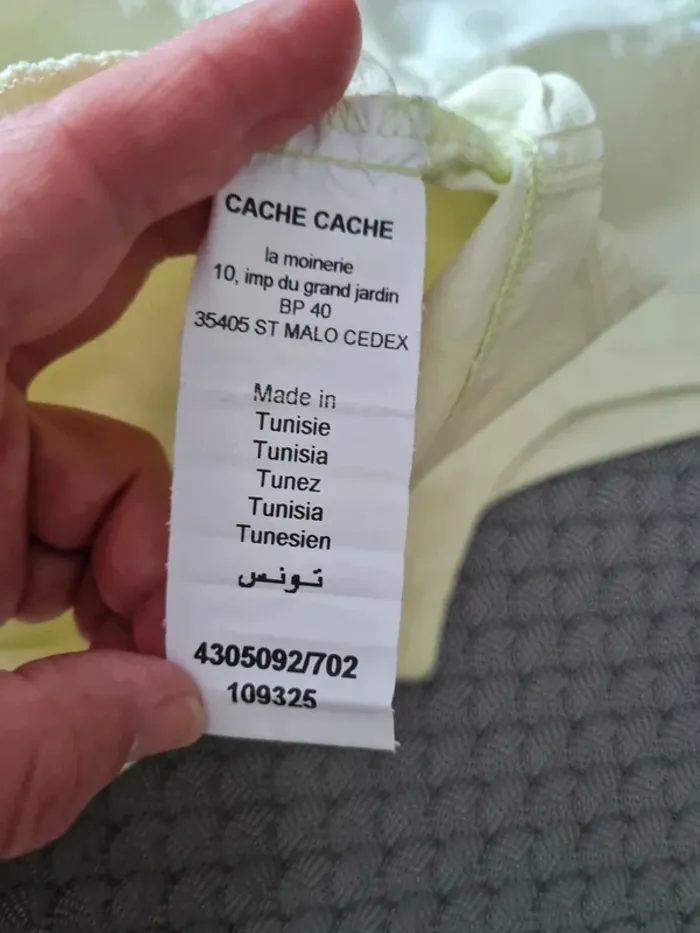 CACHE CACHE
la moinerie
10, imp du grand jardin
BP 40
35405 ST MALO CEDEX
Made in
Tunisie
Tunisia
Tunez
Tunisia
Tunesien
تونس
4305092/702
109325